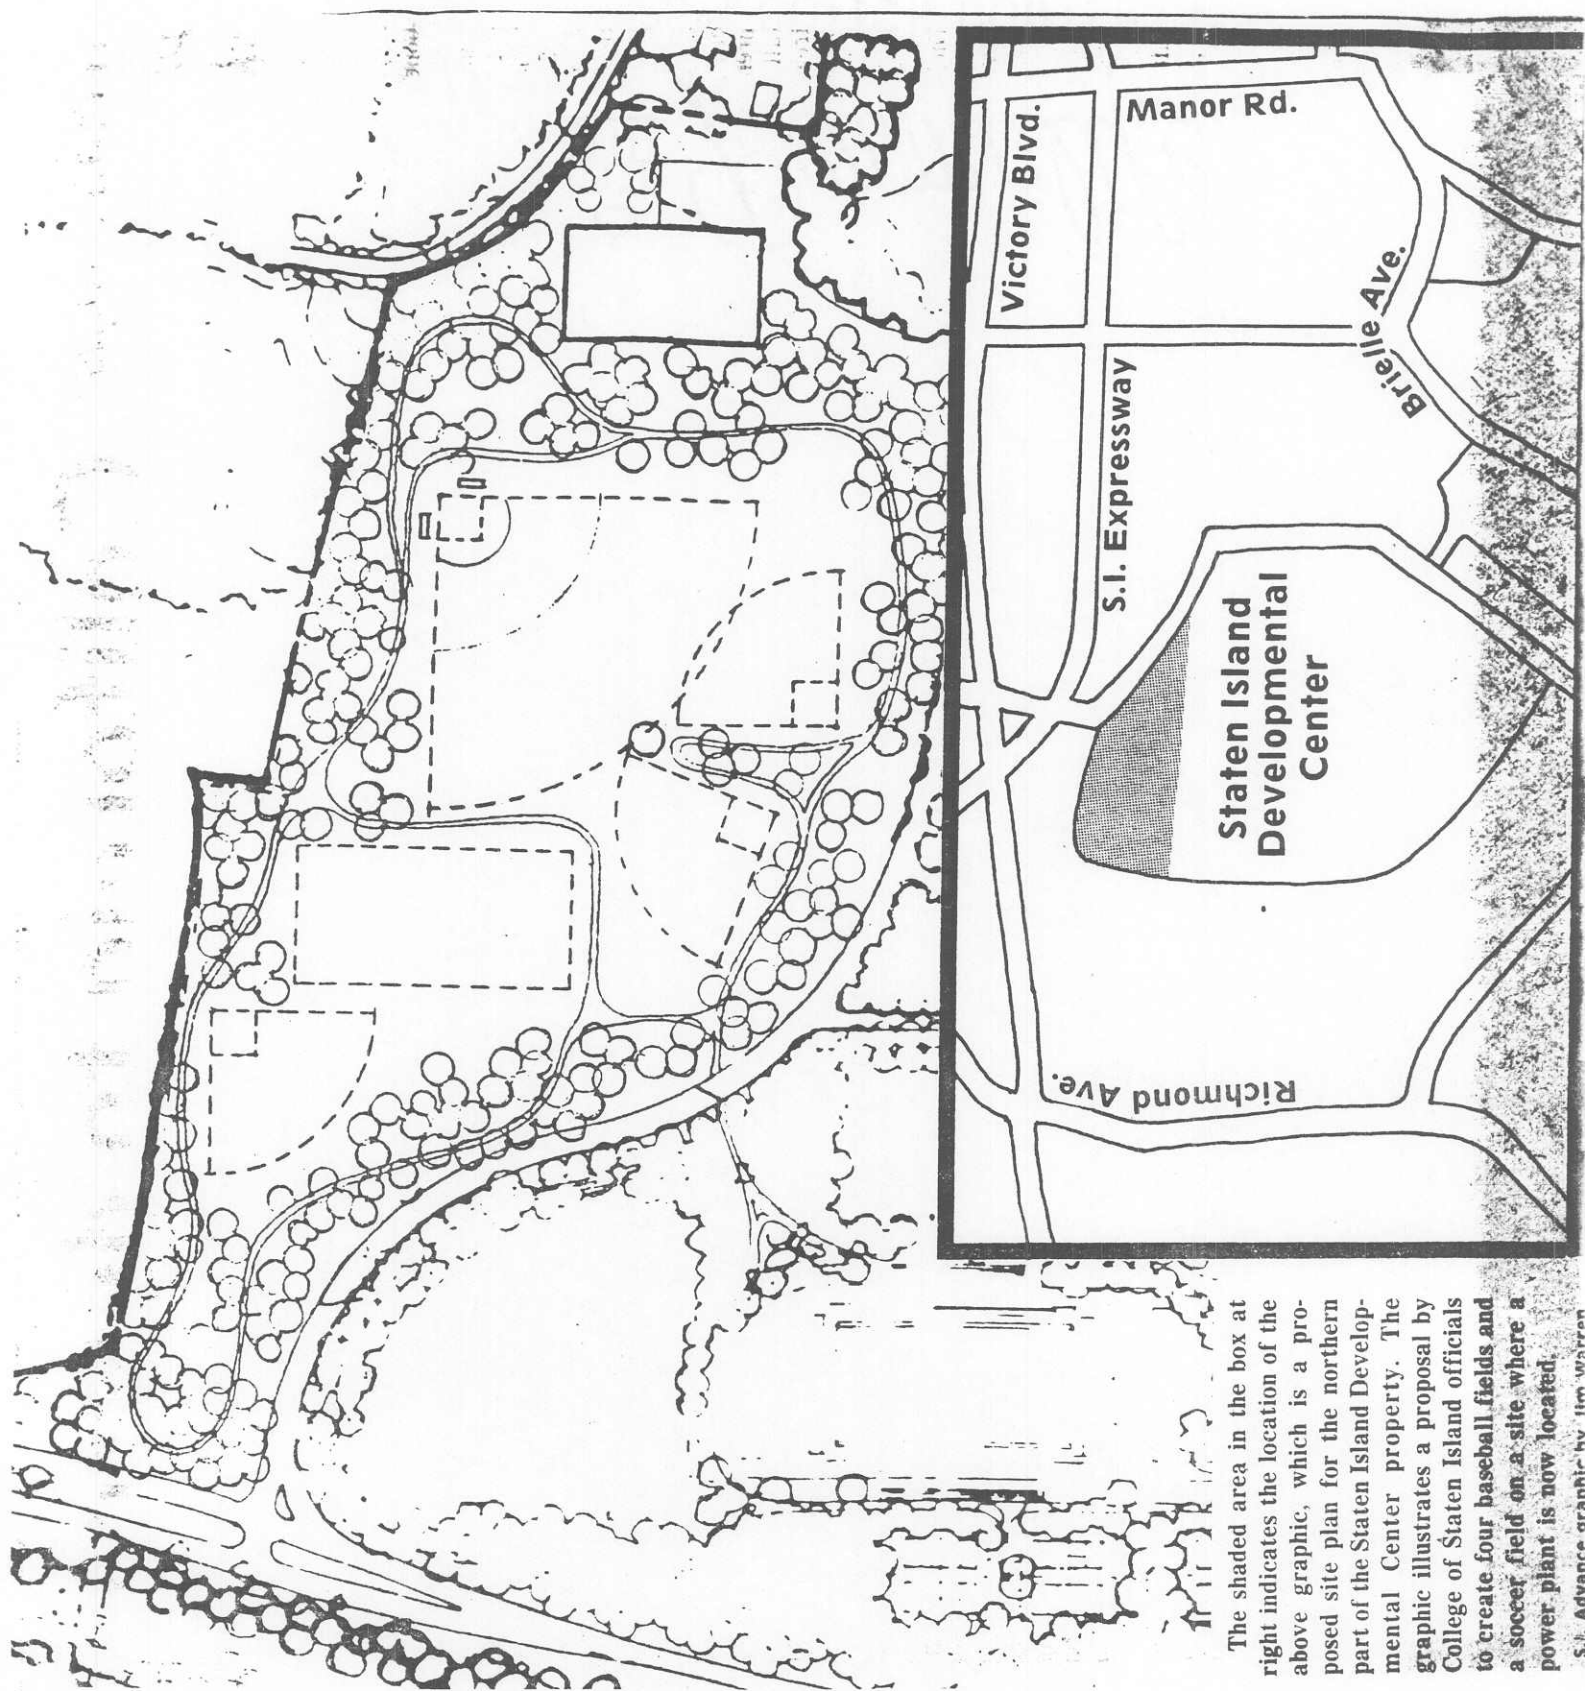 Manor Rd.
Victory Blvd.
Brielle Ave.
S.I. Expressway
Staten Island
Developmental
Center
Richmond Ave.
The shaded area in the box at
right indicates the location of the
above graphic, which is a pro-
posed site plan for the northern
part of the Staten Island Develop-
mental Center property. The
graphic illustrates a proposal by
College of Staten Island officials
to create four baseball fields and
a soccer field on a site where a
power plant is now located.
S.I. Advance graphic by Jim Warren